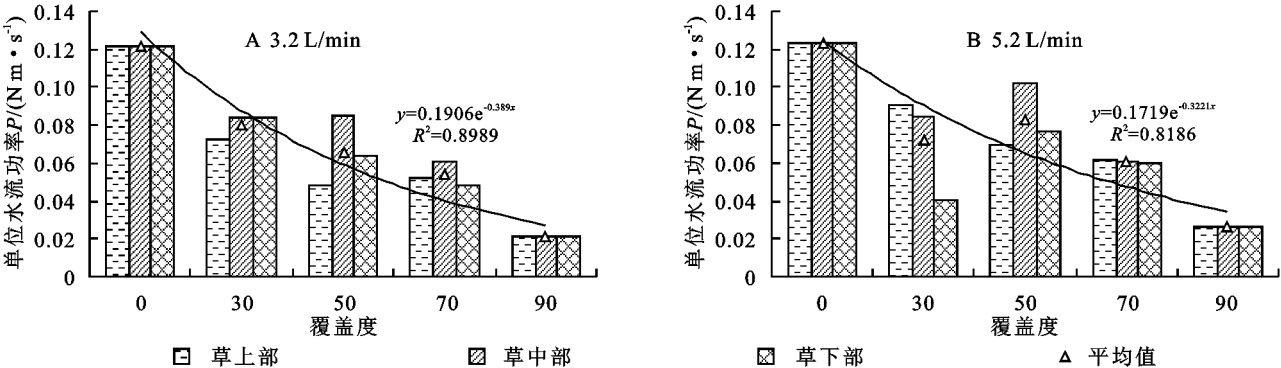 单位水流功率P/(N m·s⁻¹)
0.14
0.12
0.10
0.08
0.06
0.04
0.02
0
A 3.2 L/min
y=0.1906e^-0.389x
R²=0.8989
0 30 50 70 90
覆盖度
单位水流功率P/(N m·s⁻¹)
0.14
0.12
0.10
0.08
0.06
0.04
0.02
0
B 5.2 L/min
y=0.1719e^-0.3221x
R²=0.8186
0 30 50 70 90
覆盖度
草上部 草中部 草下部 平均值